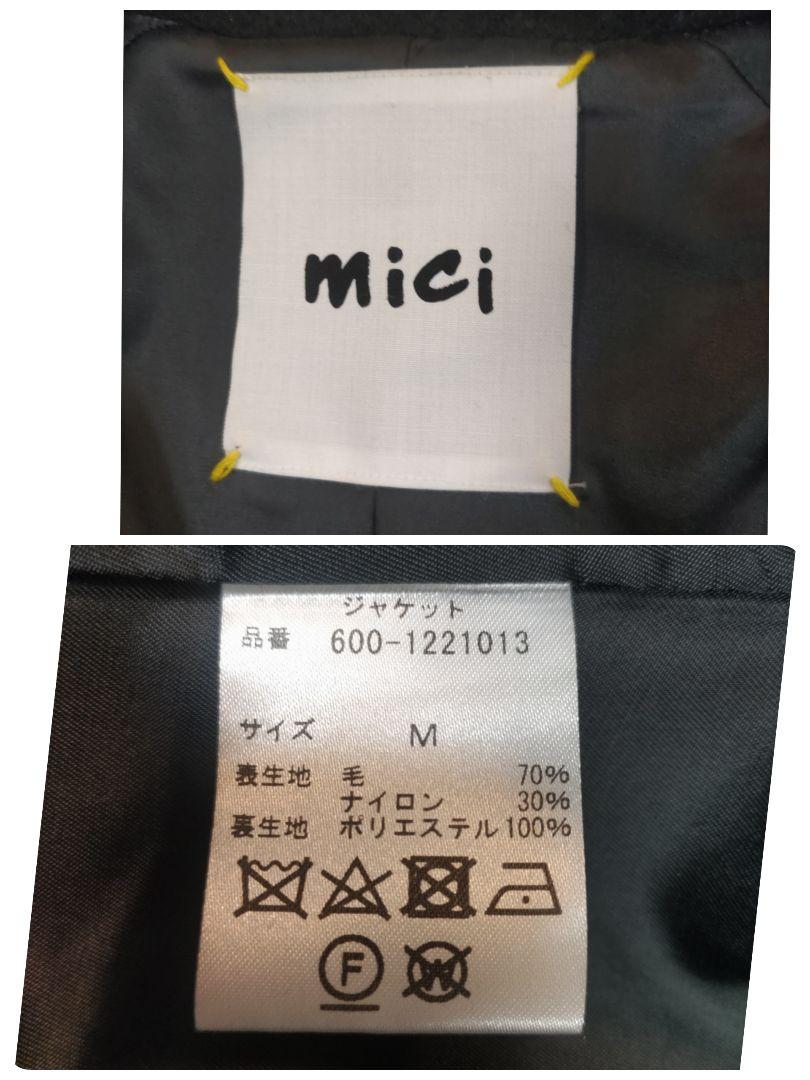 mici
ジャケット
品番 600-1221013
サイズ M
表生地 毛 70%
ナイロン 30%
裏生地 ポリエステル 100%
F W